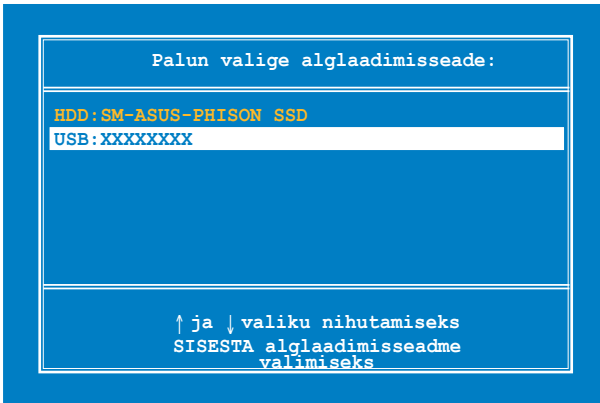 Palun valige alglaadimisseade:
HDD:SM-ASUS-PHISON SSD
USB:XXXXXXXX
↑ ja ↓ valiku nihutamiseks
SISESTA alglaadimisseadme
valimiseks